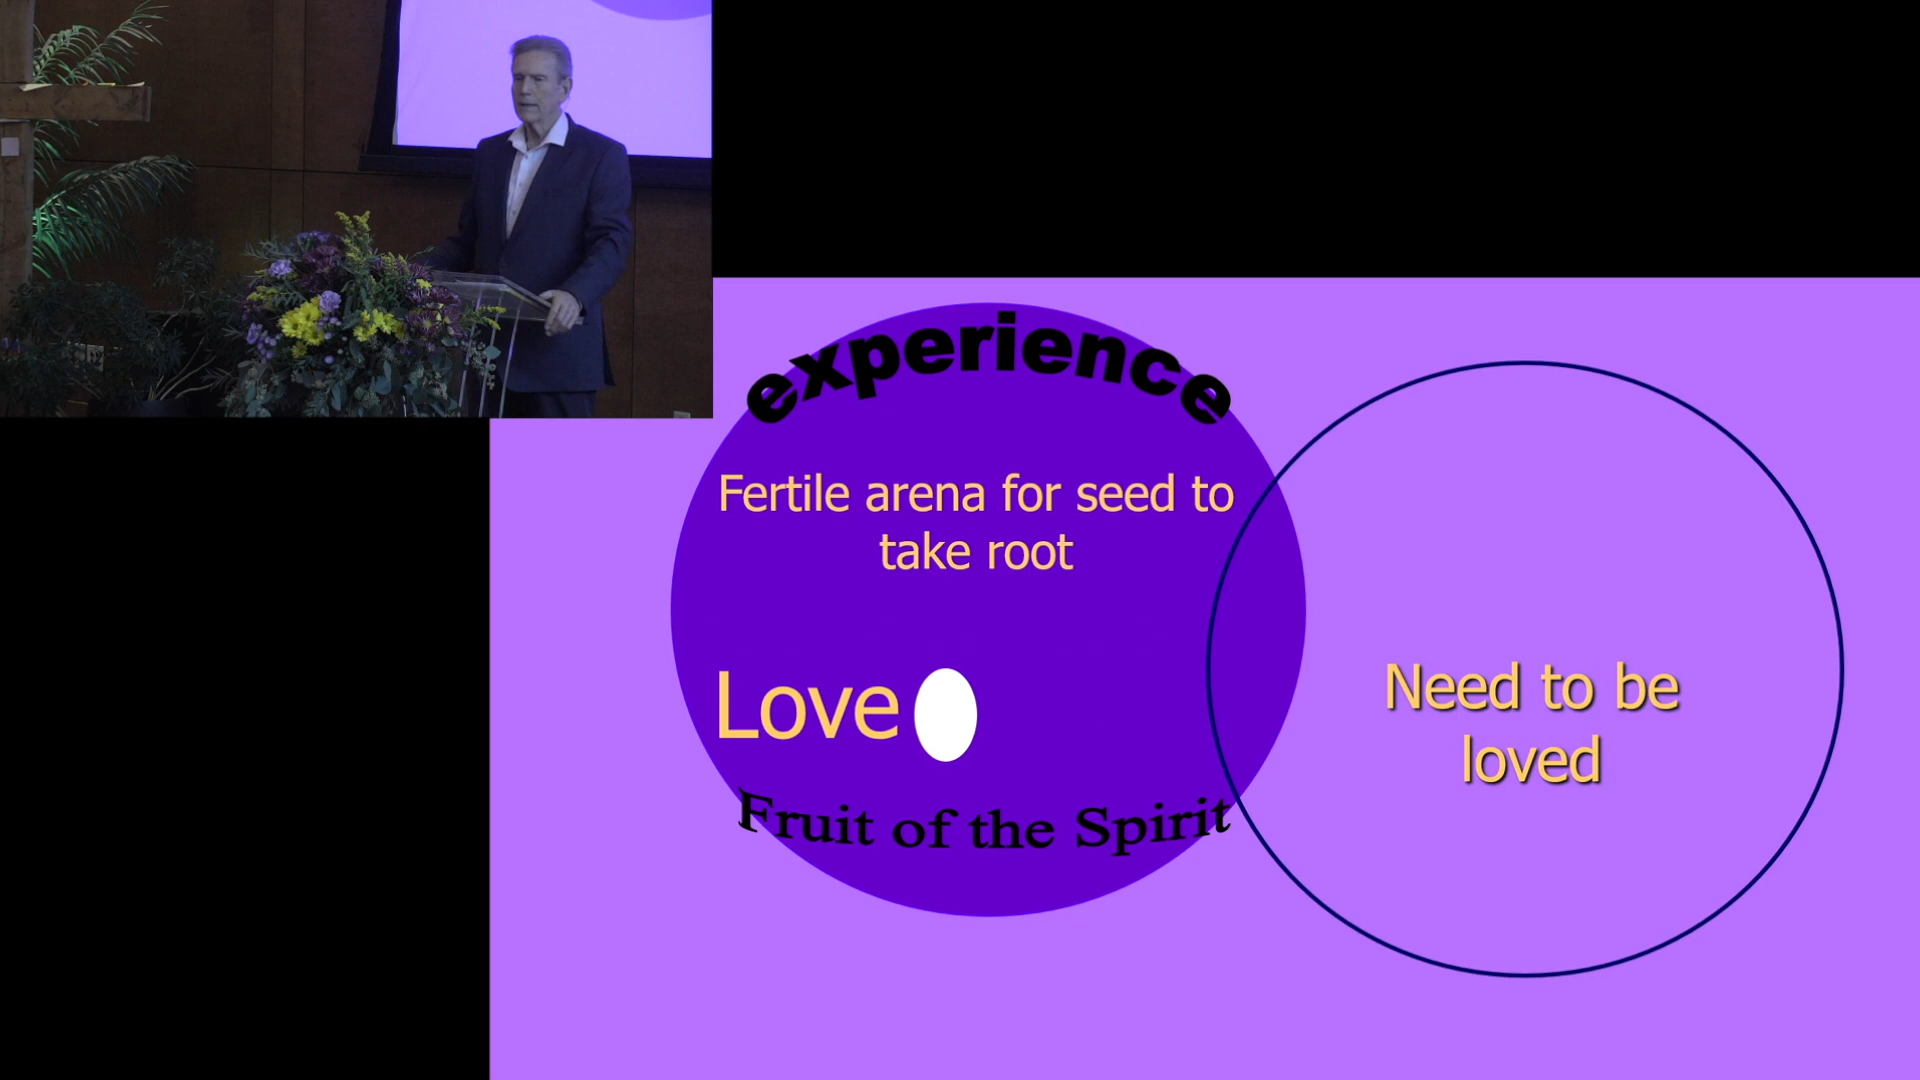 experience
Fertile arena for seed to
take root
Love
Fruit of the Spirit
Need to be
loved